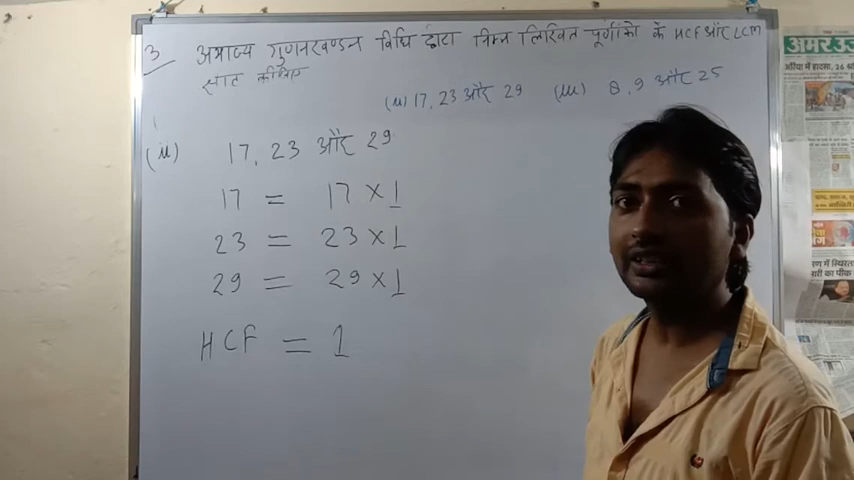 3 अभाज्य गुणनखण्डन विधि द्वारा निम्न लिखित पूर्णांको के HCF और LCM
ज्ञात कीजिए
(ii) 17, 23 और 29 (iii) 8, 9 और 25
(ii) 17, 23 और 29
17 = 17 × 1
23 = 23 × 1
29 = 29 × 1
HCF = 1
अमर उजा